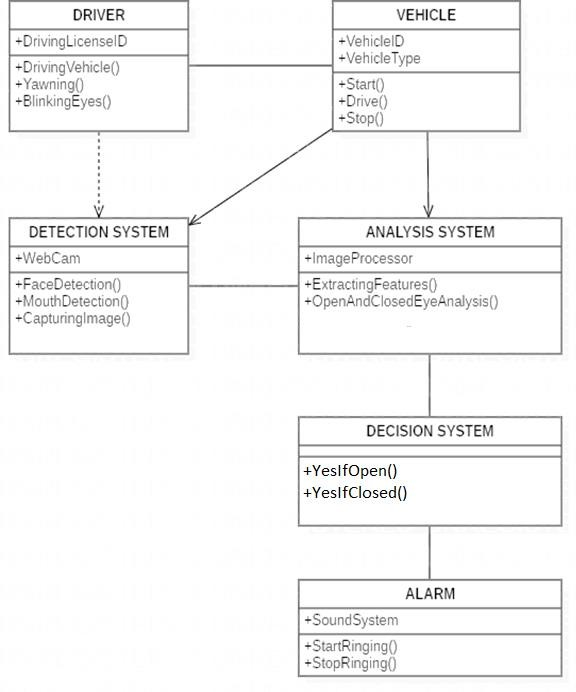 DRIVER
+DrivingLicenseID
+DrivingVehicle()
+Yawning()
+BlinkingEyes()
VEHICLE
+VehicleID
+VehicleType
+Start()
+Drive()
+Stop()
DETECTION SYSTEM
+WebCam
+FaceDetection()
+MouthDetection()
+CapturingImage()
ANALYSIS SYSTEM
+ImageProcessor
+ExtractingFeatures()
+OpenAndClosedEyeAnalysis()
DECISION SYSTEM
+YesIfOpen()
+YesIfClosed()
ALARM
+SoundSystem
+StartRinging()
+StopRinging()